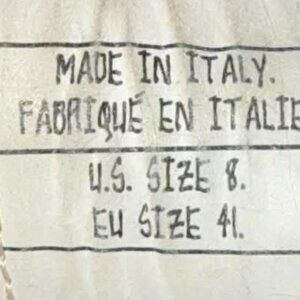 MADE IN ITALY.
FABRIQUÉ EN ITALIE
U.S. SIZE 8.
EU SIZE 41.